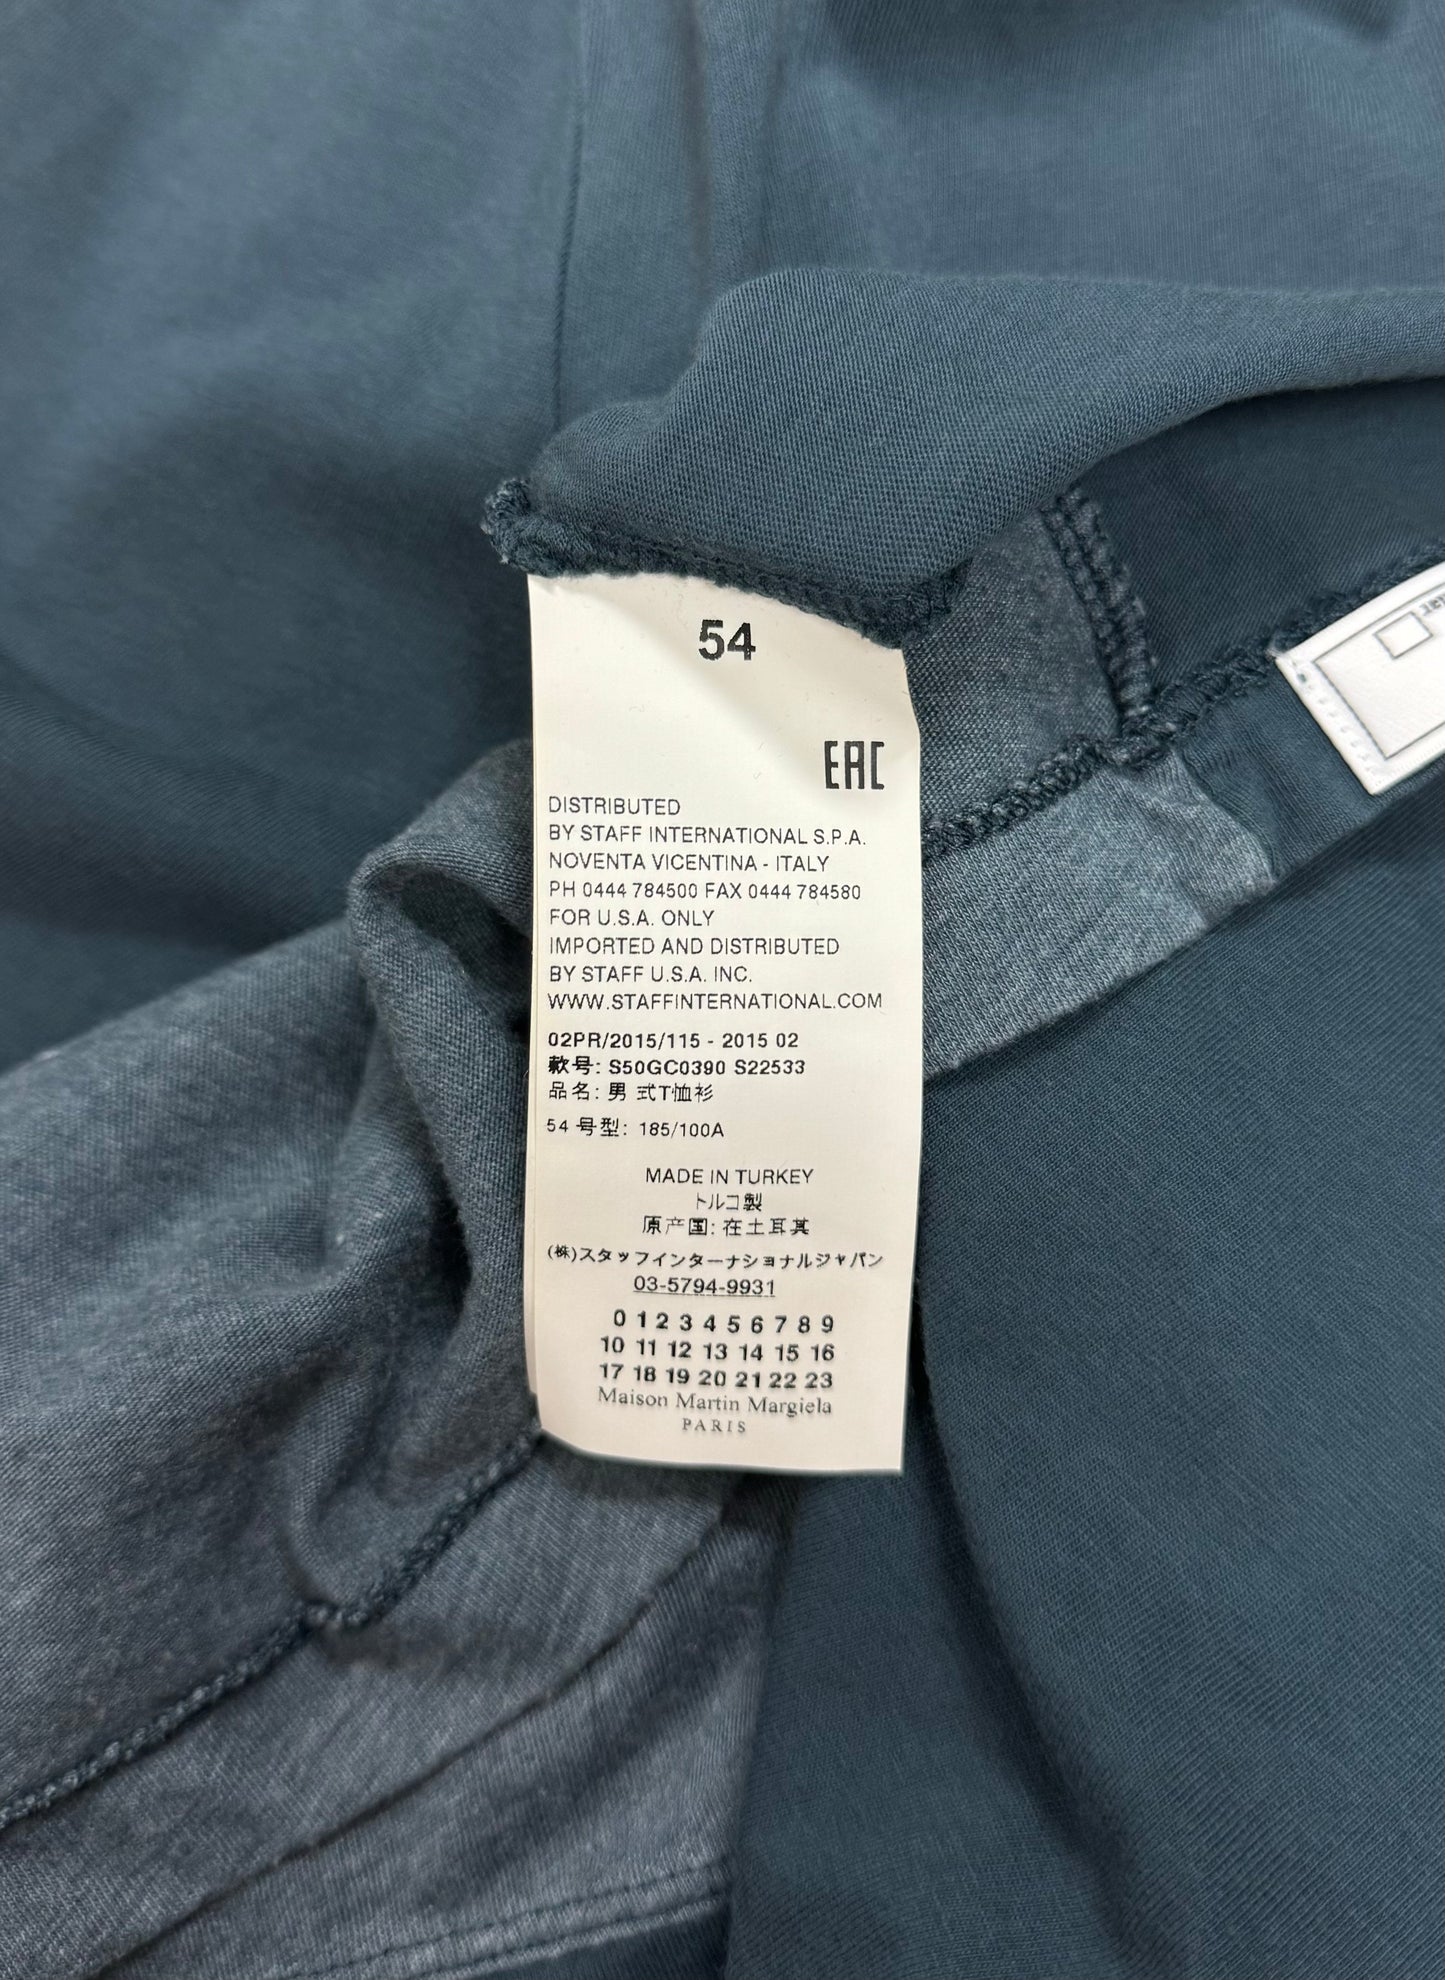 54
EAC
DISTRIBUTED
BY STAFF INTERNATIONAL S.P.A.
NOVENTA VICENTINA - ITALY
PH 0444 784500 FAX 0444 784580
FOR U.S.A. ONLY
IMPORTED AND DISTRIBUTED
BY STAFF U.S.A. INC.
WWW.STAFFINTERNATIONAL.COM
02PR/2015/115 - 2015 02
款号: S50GC0390 S22533
品名: 男 式T恤衫
54 号型: 185/100A
MADE IN TURKEY
トルコ製
原产国: 在土耳其
(株)スタッフインターナショナルジャパン
03-5794-9931
0 1 2 3 4 5 6 7 8 9
10 11 12 13 14 15 16
17 18 19 20 21 22 23
Maison Martin Margiela
PARIS